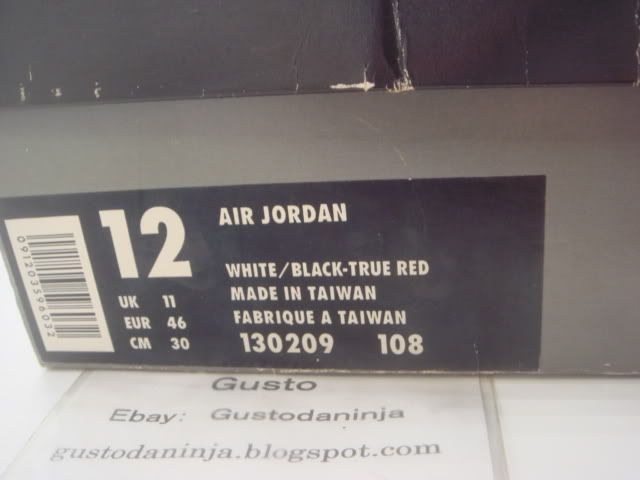 12
AIR JORDAN
WHITE/BLACK-TRUE RED
UK 11
MADE IN TAIWAN
EUR 46
FABRIQUE A TAIWAN
CM 30
130209 108
091203596032
Gusto
Ebay: Gustodaninja
gustodaninja.blogspot.com